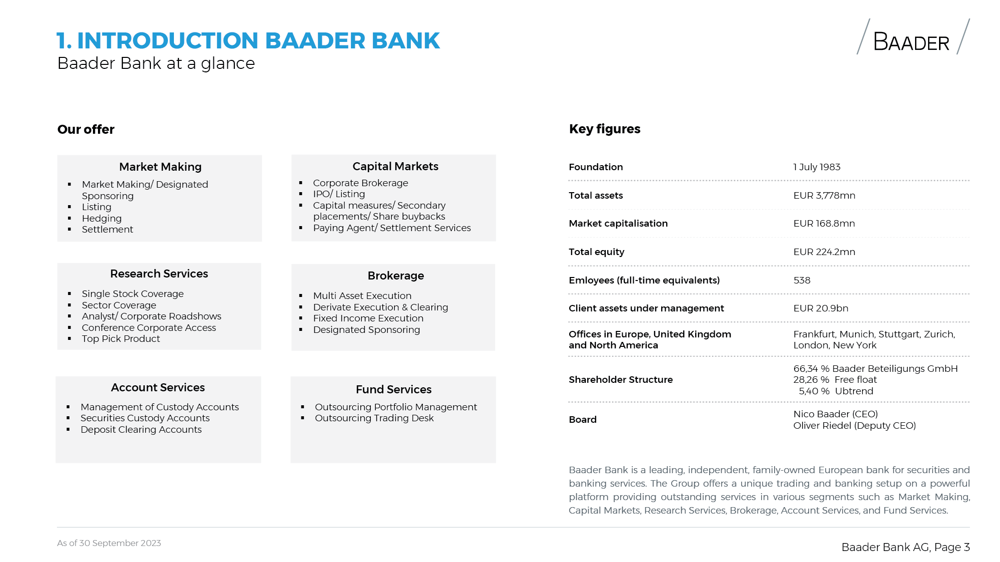 1. INTRODUCTION BAADER BANK
Baader Bank at a glance
BAADER
Our offer
Market Making
▪ Market Making/ Designated
Sponsoring
▪ Listing
▪ Hedging
▪ Settlement
Capital Markets
▪ Corporate Brokerage
▪ IPO/ Listing
▪ Capital measures/ Secondary
placements/ Share buybacks
▪ Paying Agent/ Settlement Services
Research Services
▪ Single Stock Coverage
▪ Sector Coverage
▪ Analyst/ Corporate Roadshows
▪ Conference Corporate Access
▪ Top Pick Product
Brokerage
▪ Multi Asset Execution
▪ Derivate Execution & Clearing
▪ Fixed Income Execution
▪ Designated Sponsoring
Account Services
▪ Management of Custody Accounts
▪ Securities Custody Accounts
▪ Deposit Clearing Accounts
Fund Services
▪ Outsourcing Portfolio Management
▪ Outsourcing Trading Desk
Key figures
Foundation 1 July 1983
Total assets EUR 3,778mn
Market capitalisation EUR 168.8mn
Total equity EUR 224.2mn
Emloyees (full-time equivalents) 538
Client assets under management EUR 20.9bn
Offices in Europe, United Kingdom
and North America
Frankfurt, Munich, Stuttgart, Zurich,
London, New York
Shareholder Structure
66,34 % Baader Beteiligungs GmbH
28,26 % Free float
5,40 % Ubtrend
Board
Nico Baader (CEO)
Oliver Riedel (Deputy CEO)
Baader Bank is a leading, independent, family-owned European bank for securities and
banking services. The Group offers a unique trading and banking setup on a powerful
platform providing outstanding services in various segments such as Market Making,
Capital Markets, Research Services, Brokerage, Account Services, and Fund Services.
As of 30 September 2023
Baader Bank AG, Page 3